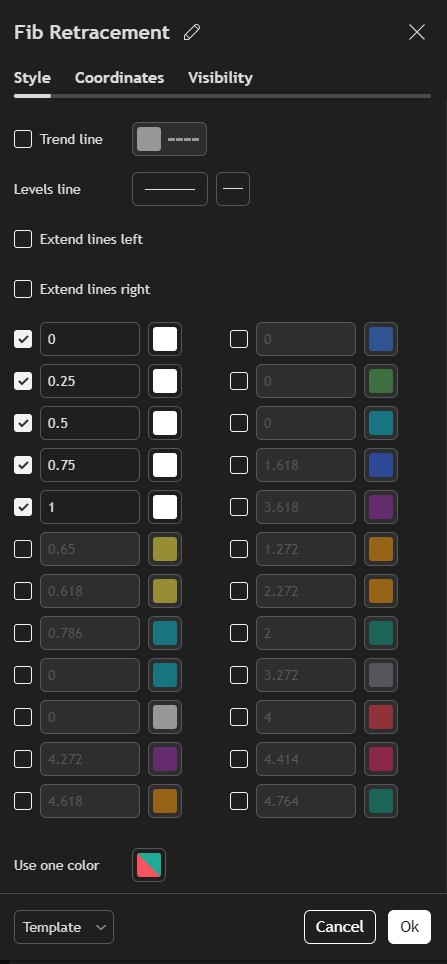 Fib Retracement
Style Coordinates Visibility
Trend line
Levels line
Extend lines left
Extend lines right
0 0
0.25 0
0.5 0
0.75 1.618
1 3.618
0.65 1.272
0.618 2.272
0.786 2
0 3.272
0 4
4.272 4.414
4.618 4.764
Use one color
Template Cancel Ok